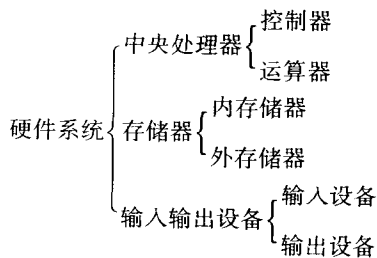 控制器
中央处理器
运算器
内存储器
硬件系统
存储器
外存储器
输入设备
输入输出设备
输出设备